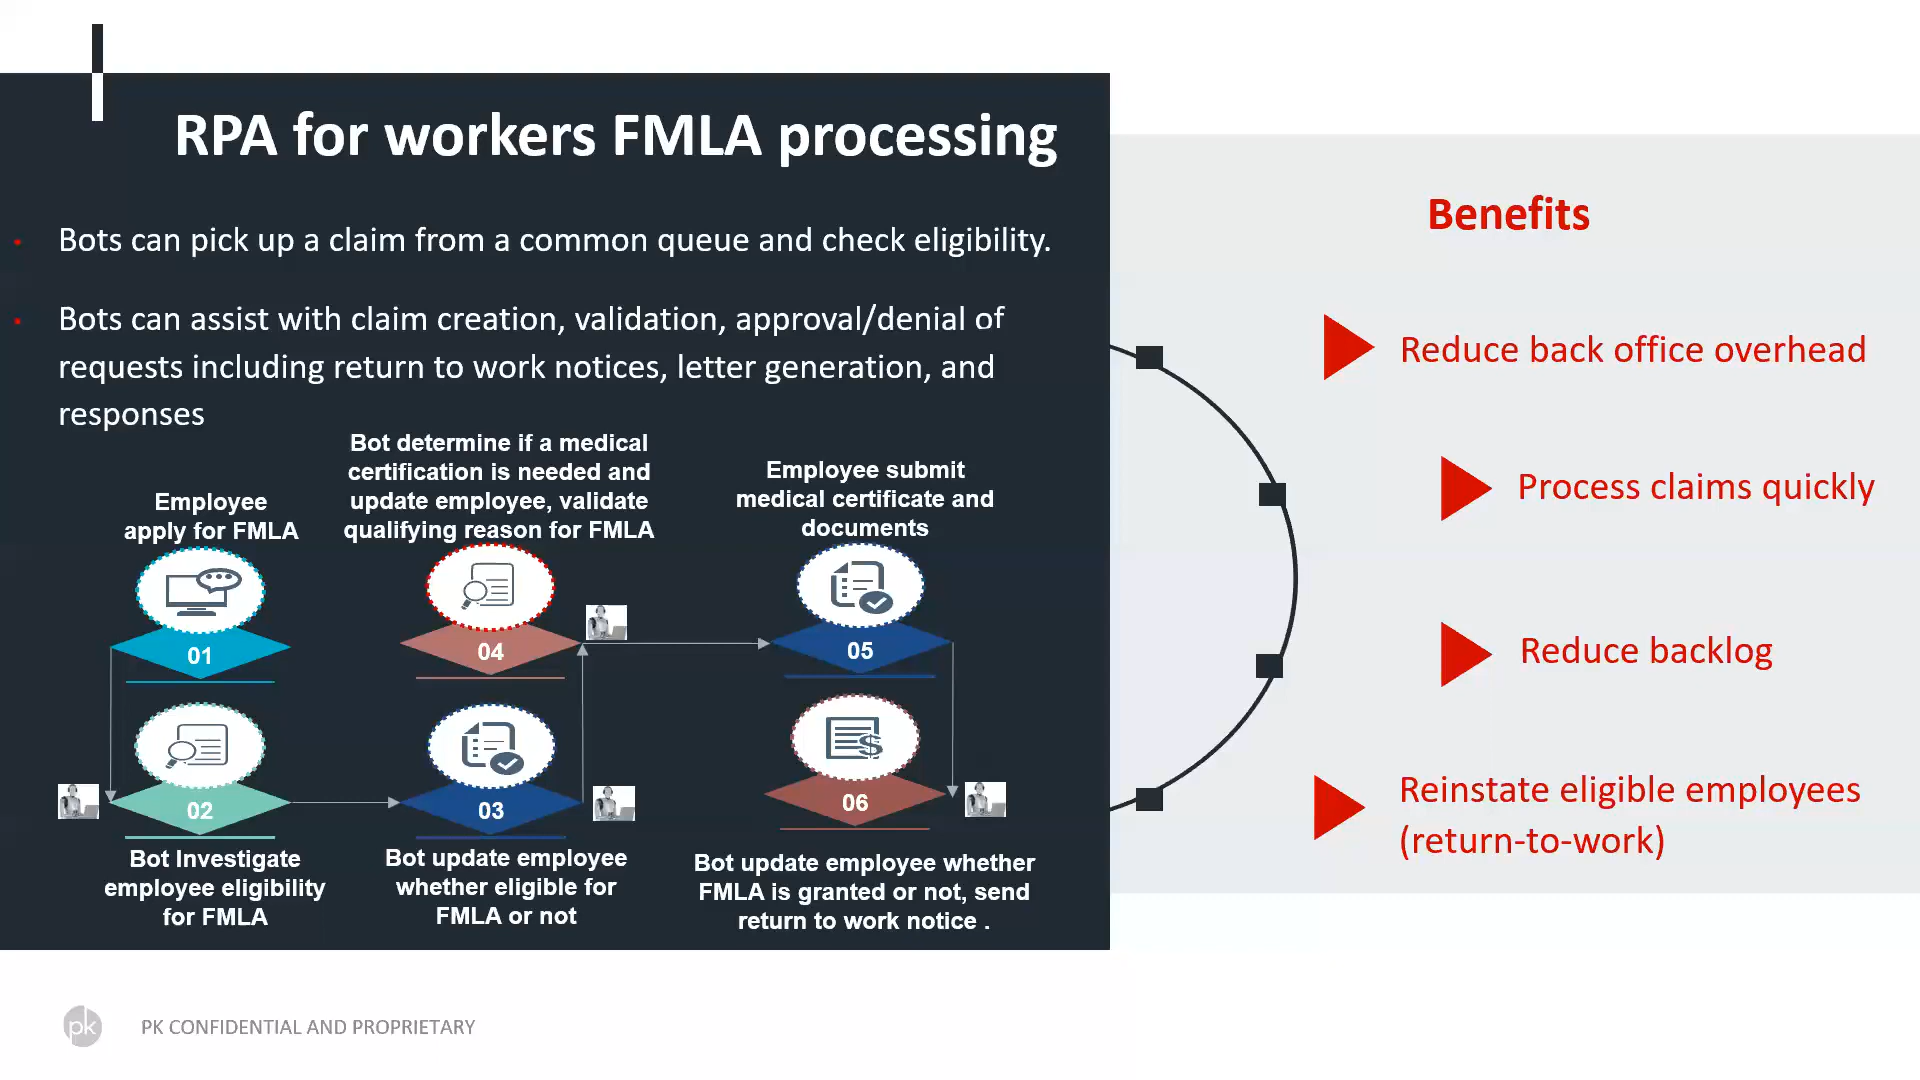 RPA for workers FMLA processing
Bots can pick up a claim from a common queue and check eligibility.
Bots can assist with claim creation, validation, approval/denial of
requests including return to work notices, letter generation, and
responses
Employee
apply for FMLA
01
Bot Investigate
employee eligibility
for FMLA
02
Bot update employee
whether eligible for
FMLA or not
03
Bot determine if a medical
certification is needed and
update employee, validate
qualifying reason for FMLA
04
Employee submit
medical certificate and
documents
05
06
Bot update employee whether
FMLA is granted or not, send
return to work notice .
Benefits
Reduce back office overhead
Process claims quickly
Reduce backlog
Reinstate eligible employees
(return-to-work)
pk
PK CONFIDENTIAL AND PROPRIETARY